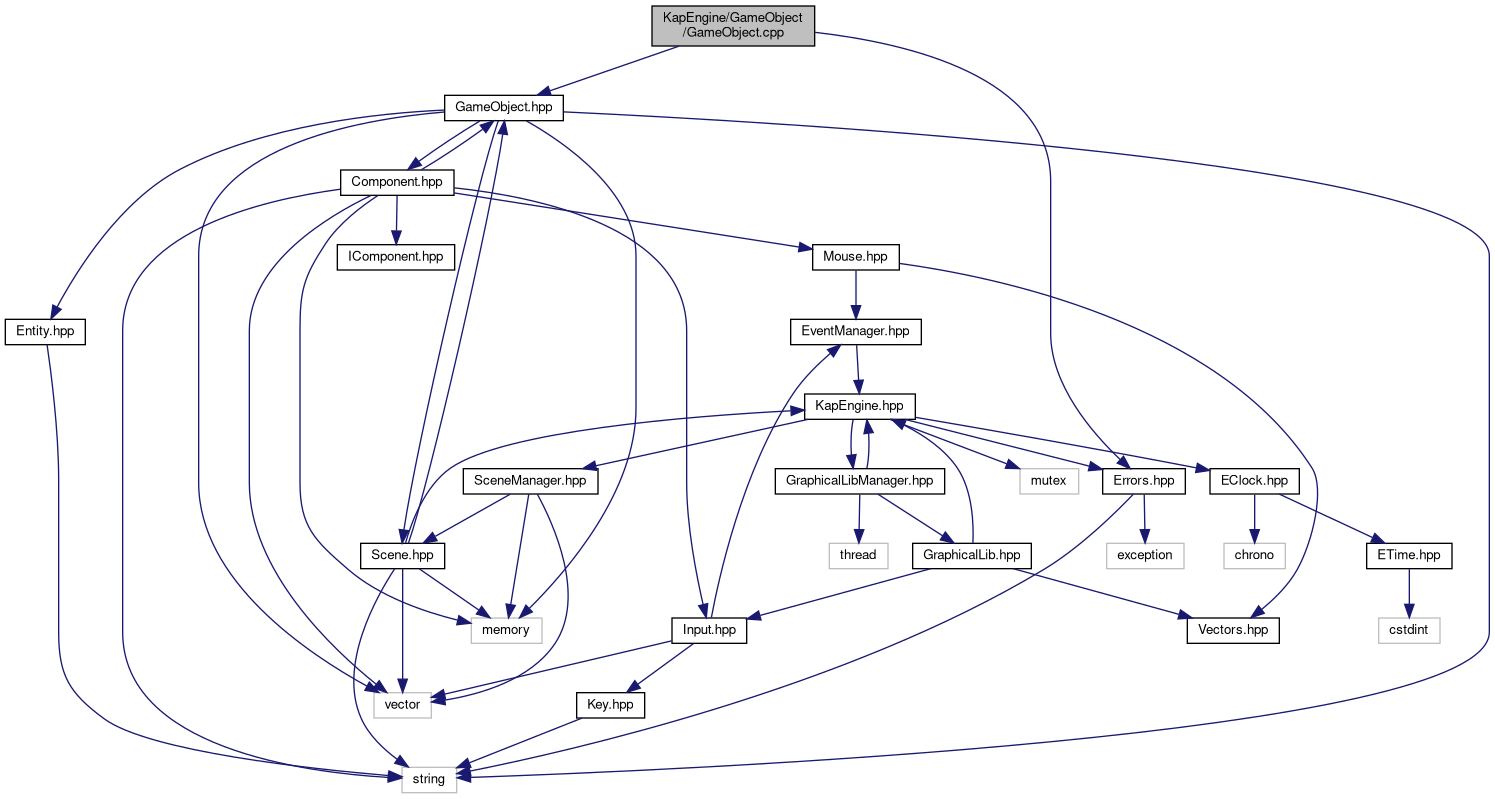 KapEngine/GameObject
/GameObject.cpp
GameObject.hpp
Component.hpp
IComponent.hpp
Mouse.hpp
Entity.hpp
EventManager.hpp
KapEngine.hpp
SceneManager.hpp
GraphicalLibManager.hpp
mutex
Errors.hpp
EClock.hpp
Scene.hpp
thread
GraphicalLib.hpp
exception
chrono
ETime.hpp
memory
Input.hpp
Vectors.hpp
cstdint
vector
Key.hpp
string